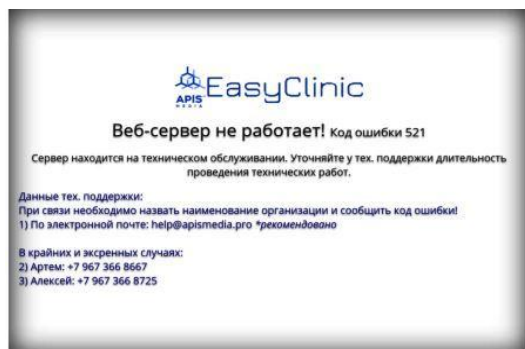 APIS
MEDIA
EasyClinic
Веб-сервер не работает! Код ошибки 521
Сервер находится на техническом обслуживании. Уточняйте у тех. поддержки длительность
проведения технических работ.
Данные тех. поддержки:
При связи необходимо назвать наименование организации и сообщить код ошибки!
1) По электронной почте: help@apismedia.pro *рекомендовано
В крайних и эксренных случаях:
2) Артем: +7 967 366 8667
3) Алексей: +7 967 366 8725